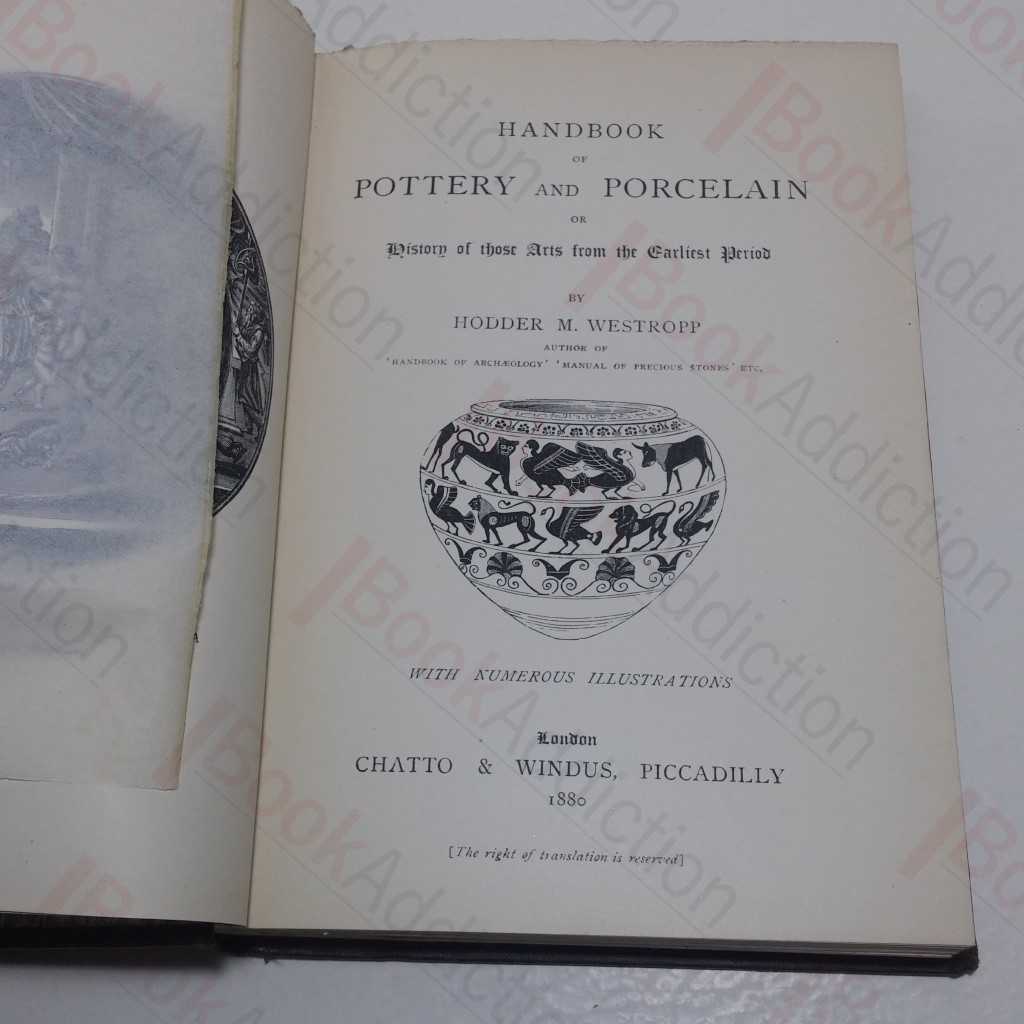 HANDBOOK
OF
POTTERY AND PORCELAIN
OR
History of those Arts from the Earliest Period
BY
HODDER M. WESTROPP
AUTHOR OF
'HANDBOOK OF ARCHÆOLOGY' 'MANUAL OF PRECIOUS STONES' ETC.
WITH NUMEROUS ILLUSTRATIONS
London
CHATTO & WINDUS, PICCADILLY
1880
[The right of translation is reserved]
BookAddiction